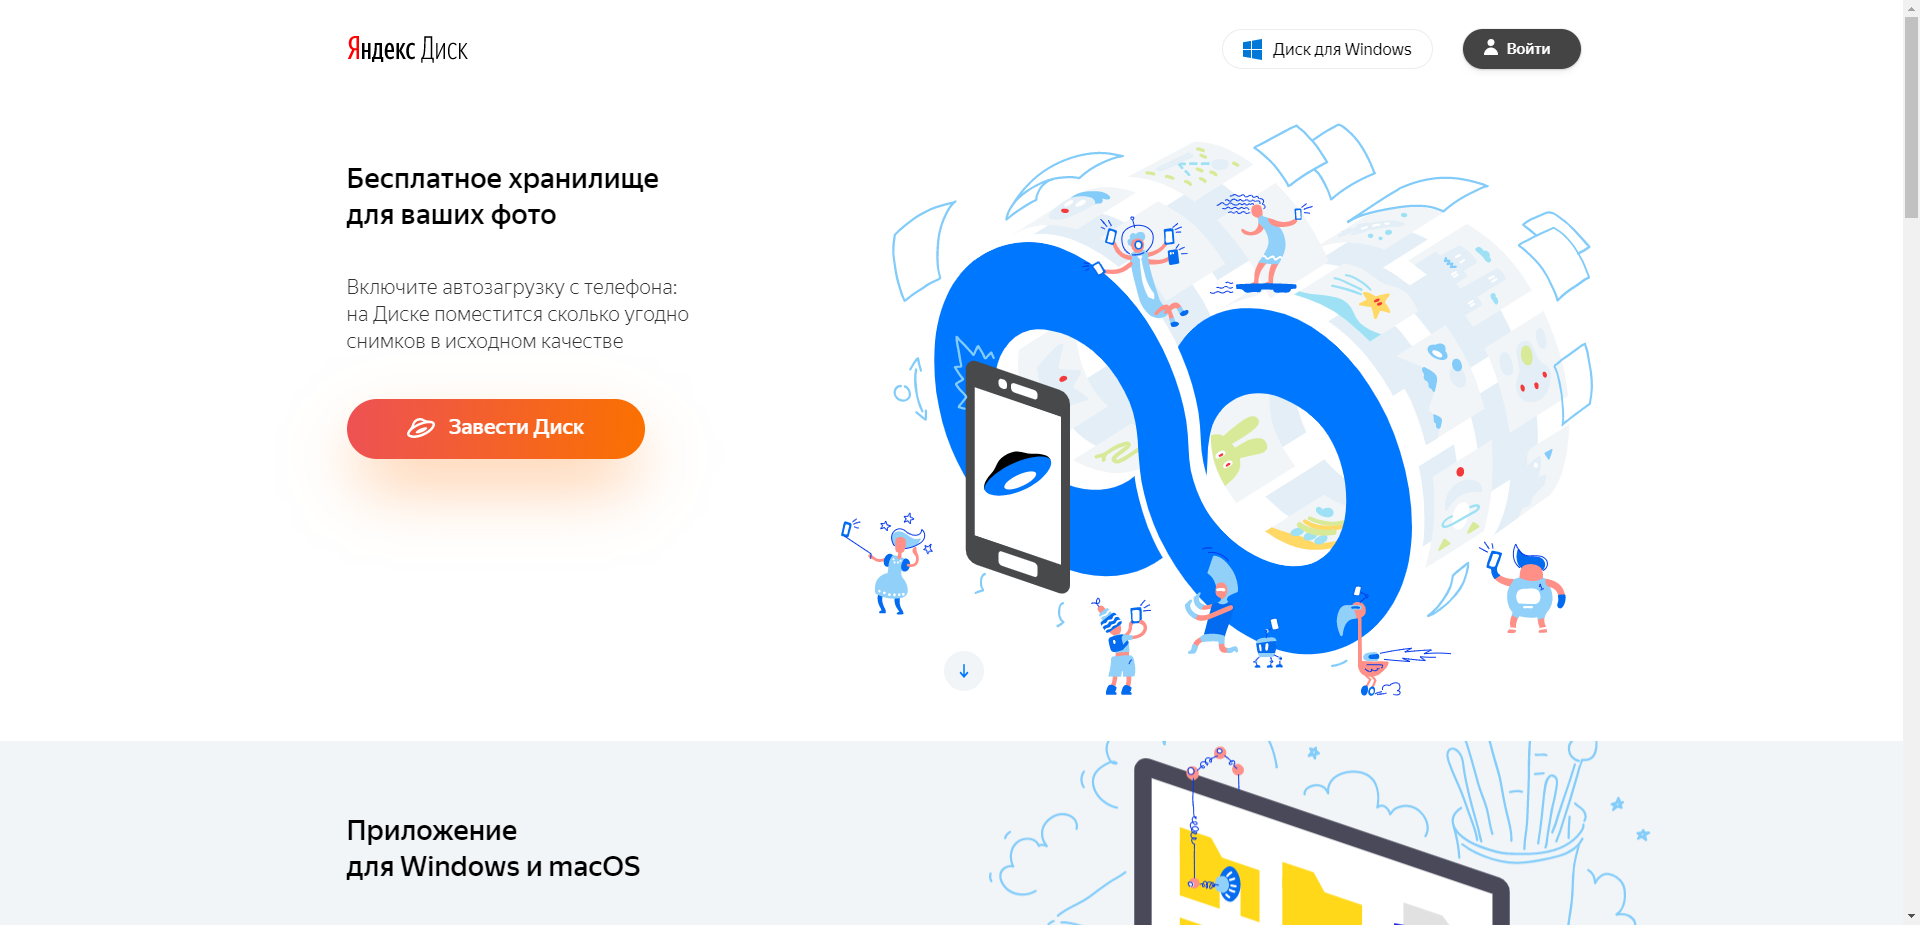 Яндекс Диск
Диск для Windows
Войти
Бесплатное хранилище
для ваших фото
Включите автозагрузку с телефона:
на Диске поместится сколько угодно
снимков в исходном качестве
Завести Диск
Приложение
для Windows и macOS